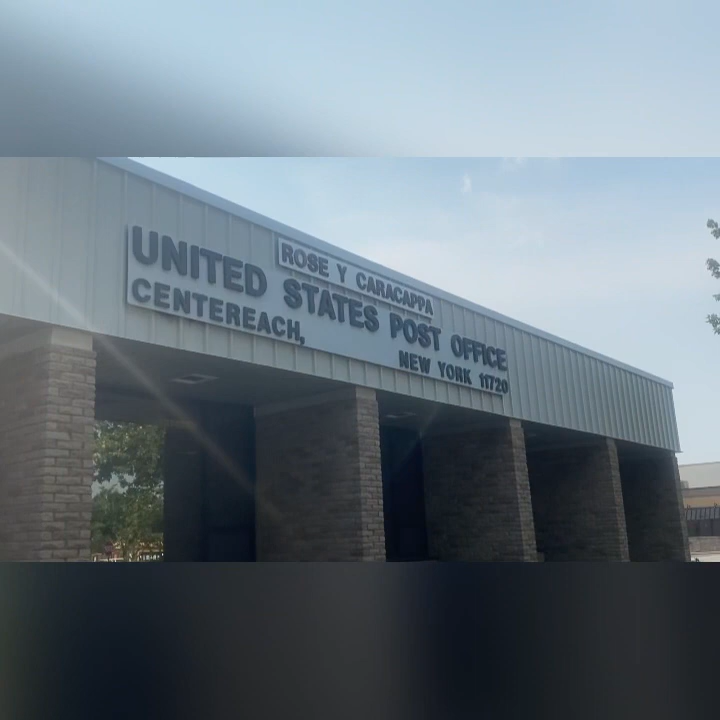 ROSE Y CARACAPPA
UNITED STATES POST OFFICE
CENTEREACH, NEW YORK 11720